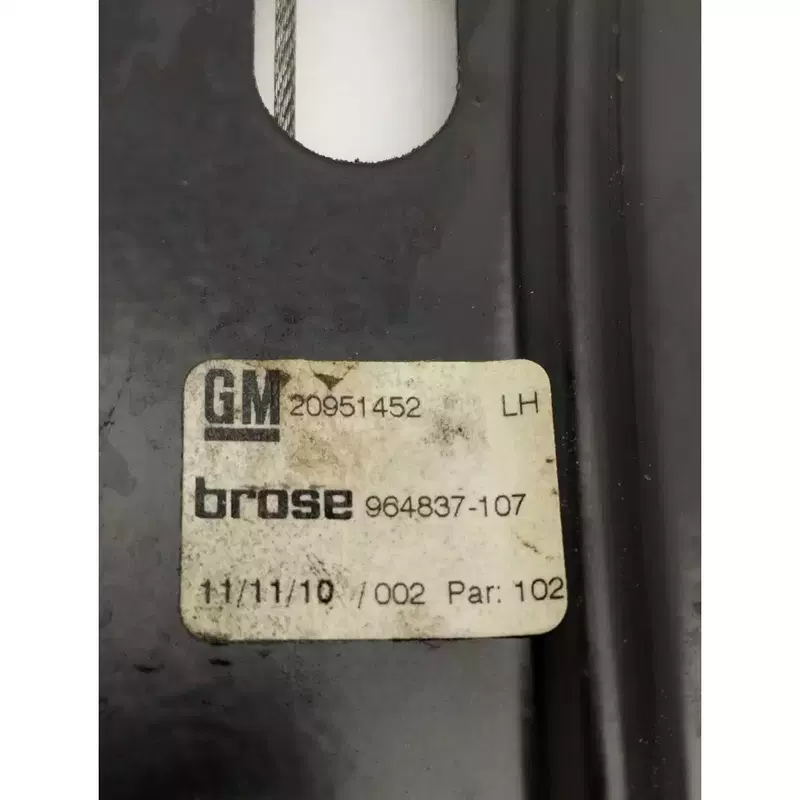 GM 20951452 LH
brose 964837-107
11/11/10 /002 Par: 102